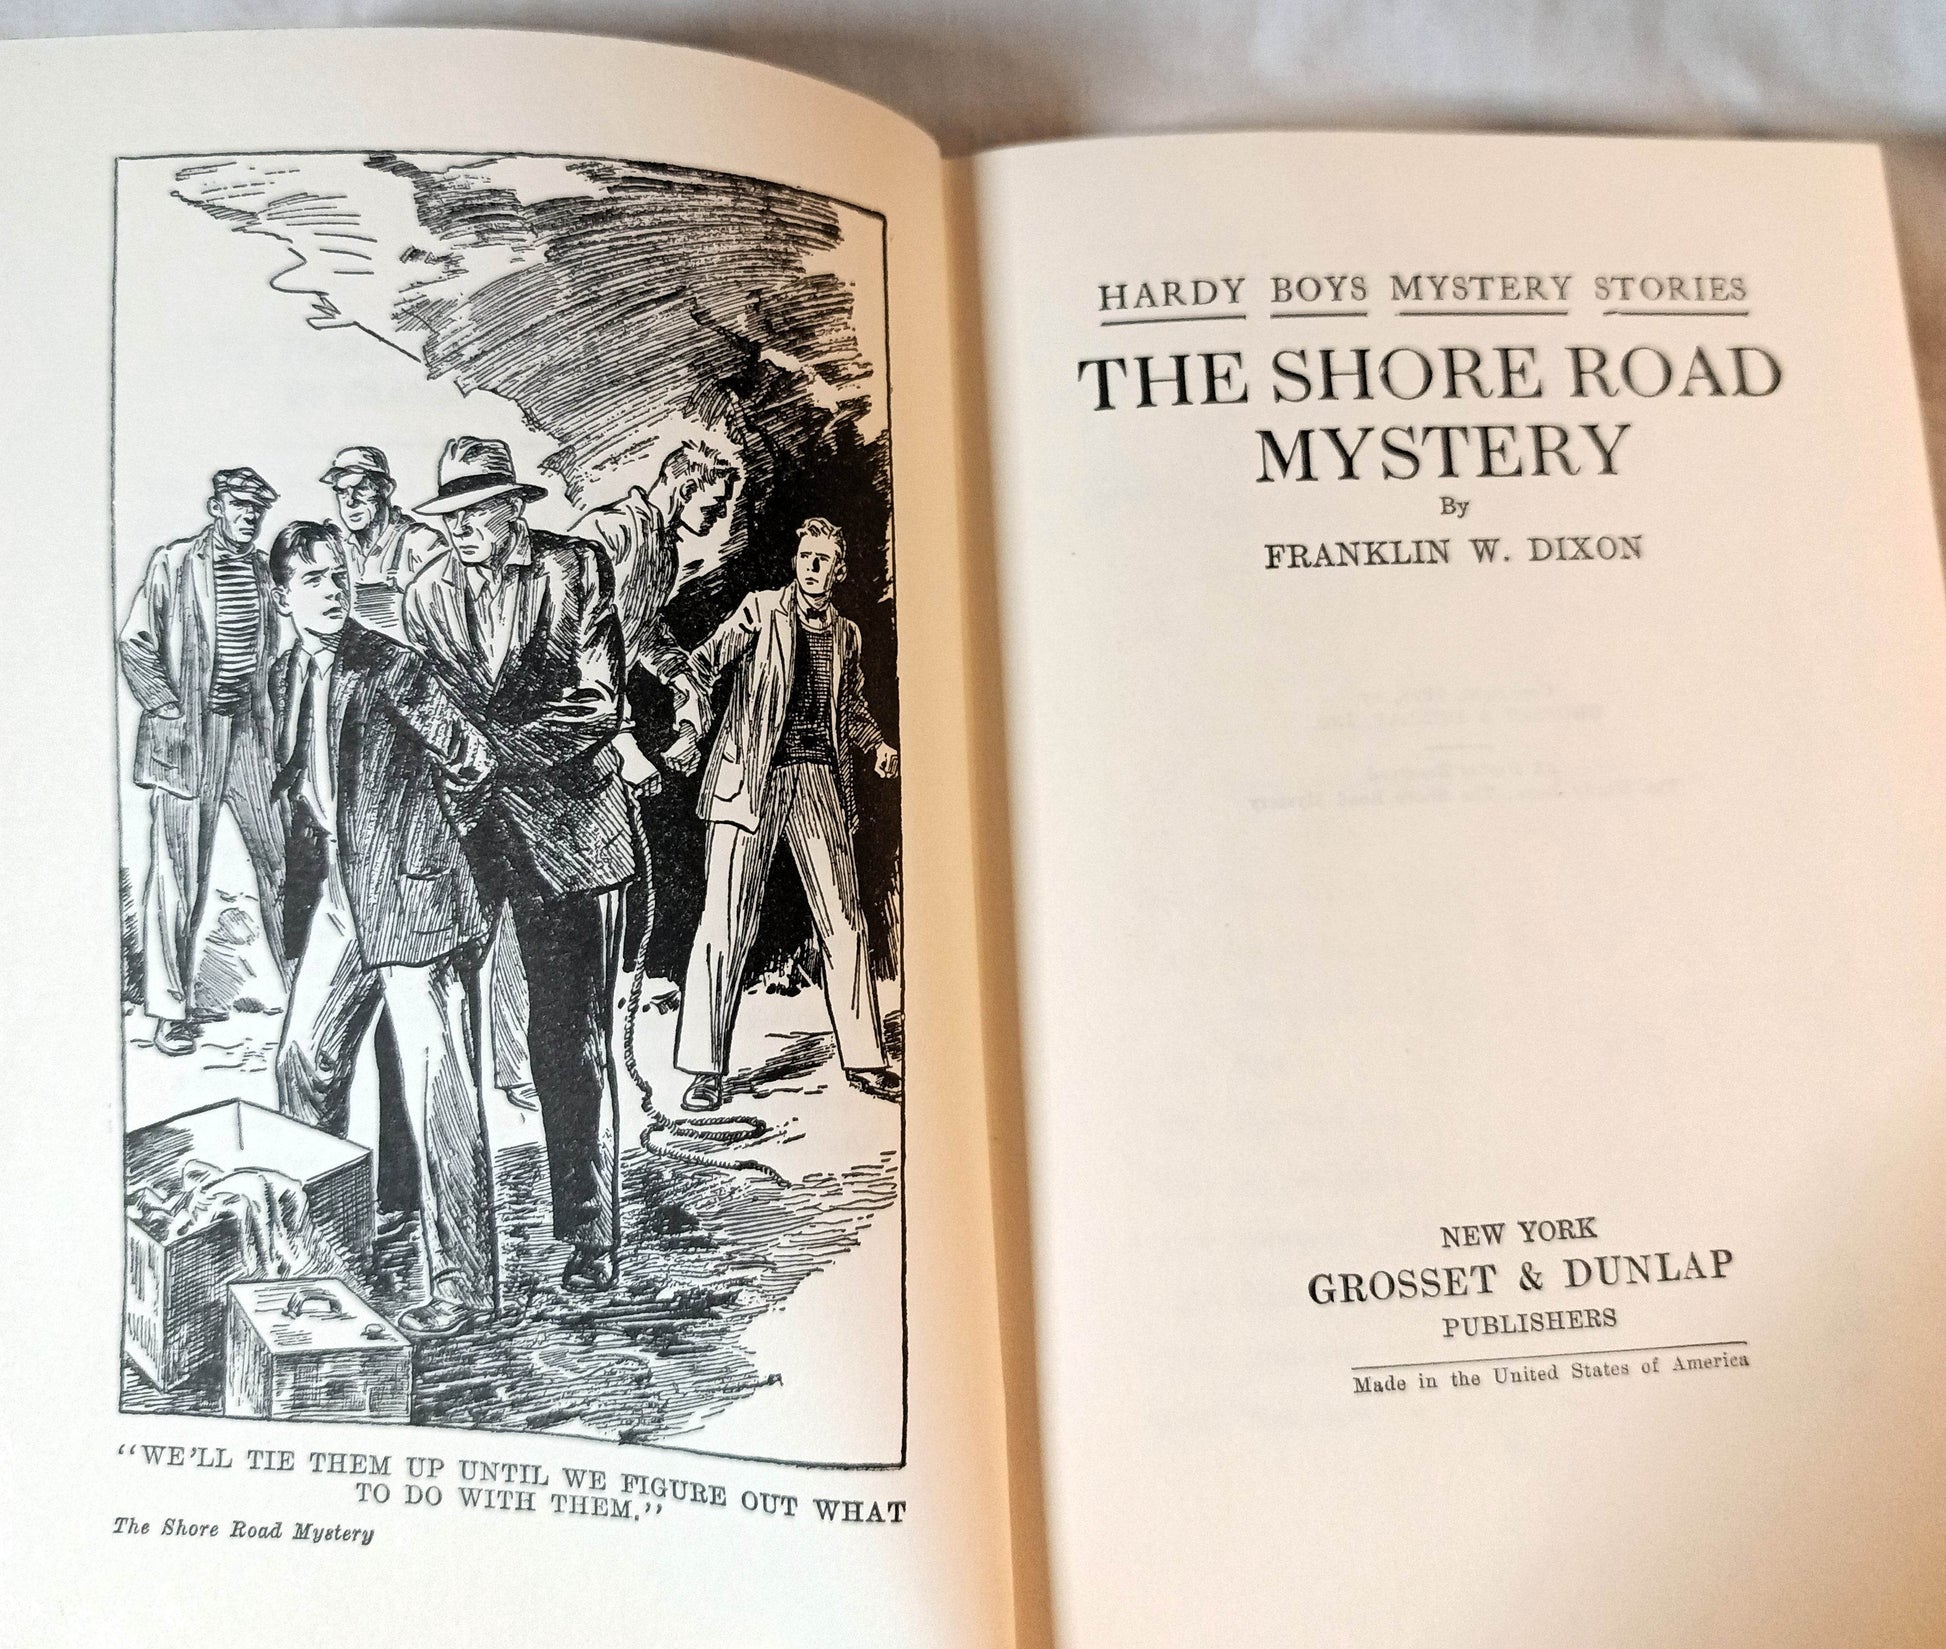 “WE’LL TIE THEM UP UNTIL WE FIGURE OUT WHAT
TO DO WITH THEM.”
The Shore Road Mystery
HARDY BOYS MYSTERY STORIES
THE SHORE ROAD
MYSTERY
By
FRANKLIN W. DIXON
NEW YORK
GROSSET & DUNLAP
PUBLISHERS
Made in the United States of America